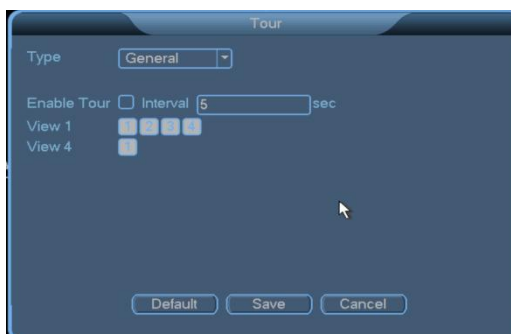 Tour
Type General
Enable Tour Interval 5 sec
View 1 1 2 3 4
View 4 1
Default Save Cancel